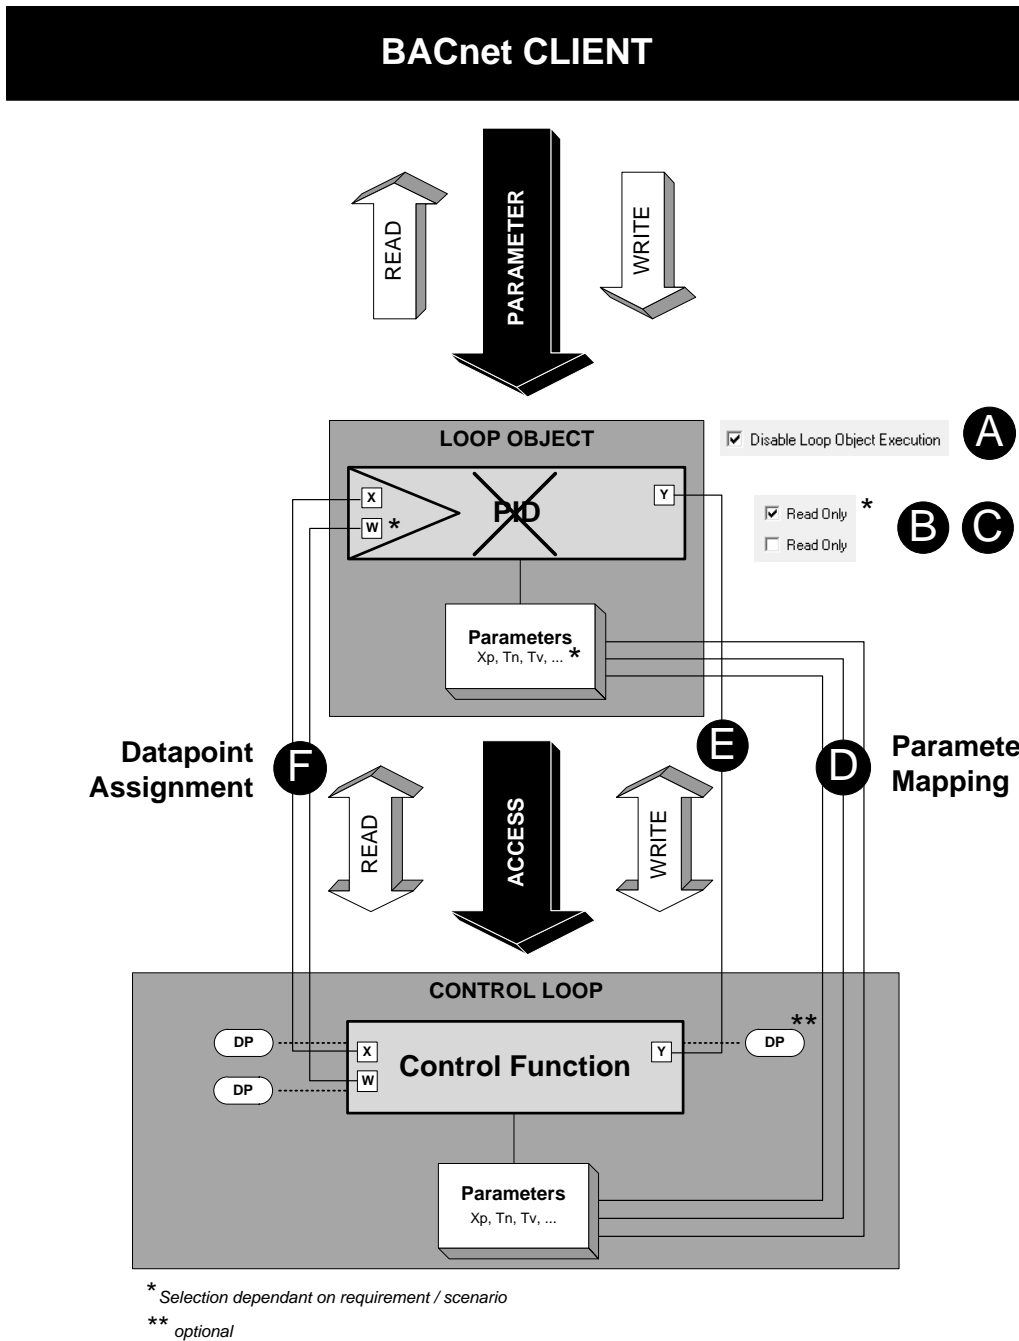 BACnet CLIENT
READ
PARAMETER
WRITE
LOOP OBJECT
Disable Loop Object Execution
A
X
W *
PID
Y
Read Only *
Read Only
B C
Parameters
Xp, Tn, Tv, ... *
Datapoint
Assignment
F
E
D
Paramete
Mapping
READ
ACCESS
WRITE
CONTROL LOOP
DP
DP
X
W
Control Function
Y
DP **
Parameters
Xp, Tn, Tv, ...
* Selection dependant on requirement / scenario
** optional